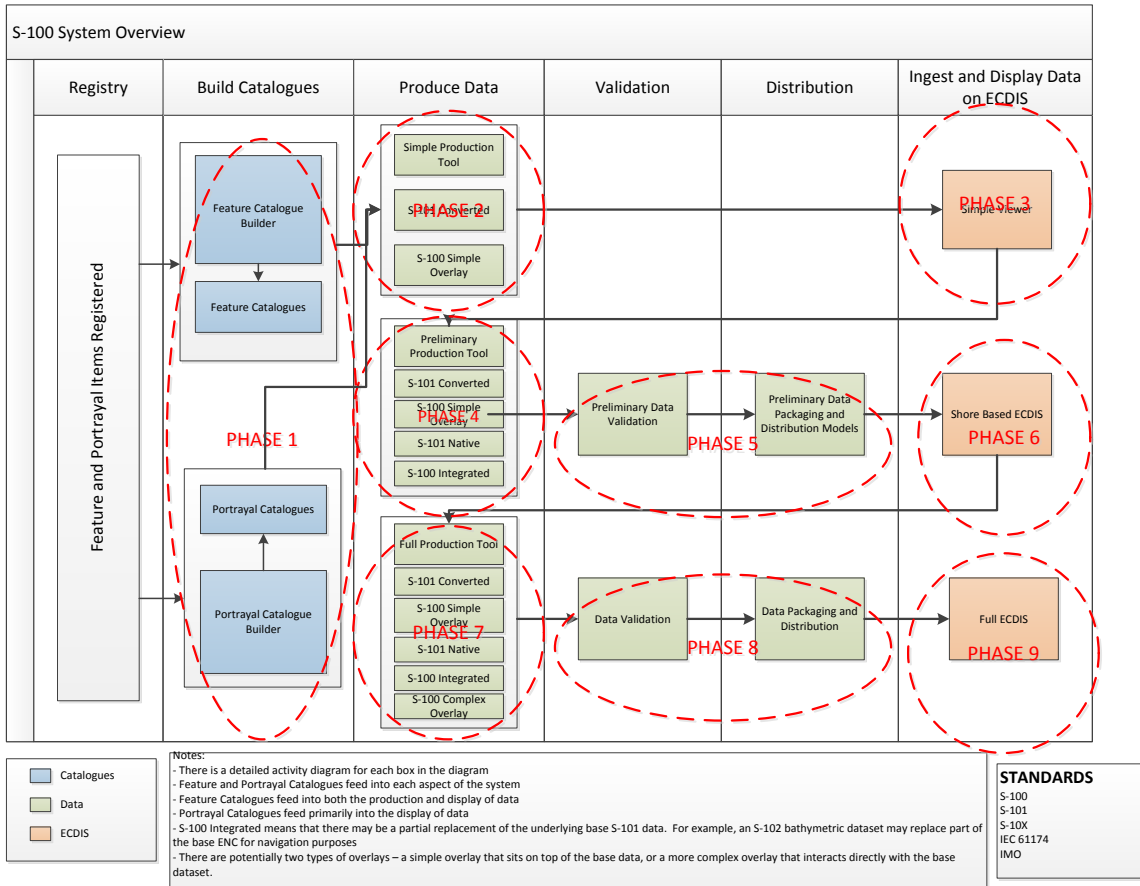 S-100 System Overview
Registry
Build Catalogues
Produce Data
Validation
Distribution
Ingest and Display Data
on ECDIS
Feature and Portrayal Items Registered
Feature Catalogue
Builder
Feature Catalogues
PHASE 1
Portrayal Catalogues
Portrayal Catalogue
Builder
Simple Production
Tool
S-101 Converted
PHASE 2
S-100 Simple
Overlay
Simple Viewer
PHASE 3
Preliminary
Production Tool
S-101 Converted
S-100 Simple
Overlay
PHASE 4
S-101 Native
S-100 Integrated
Preliminary Data
Validation
Preliminary Data
Packaging and
Distribution Models
PHASE 5
Shore Based ECDIS
PHASE 6
Full Production Tool
S-101 Converted
S-100 Simple
Overlay
PHASE 7
S-101 Native
S-100 Integrated
S-100 Complex
Overlay
Data Validation
Data Packaging and
Distribution
PHASE 8
Full ECDIS
PHASE 9
Catalogues
Data
ECDIS
Notes:
- There is a detailed activity diagram for each box in the diagram
- Feature and Portrayal Catalogues feed into each aspect of the system
- Feature Catalogues feed into both the production and display of data
- Portrayal Catalogues feed primarily into the display of data
- S-100 Integrated means that there may be a partial replacement of the underlying base S-101 data. For example, an S-102 bathymetric dataset may replace part of
the base ENC for navigation purposes
- There are potentially two types of overlays – a simple overlay that sits on top of the base data, or a more complex overlay that interacts directly with the base
dataset.
STANDARDS
S-100
S-101
S-10X
IEC 61174
IMO